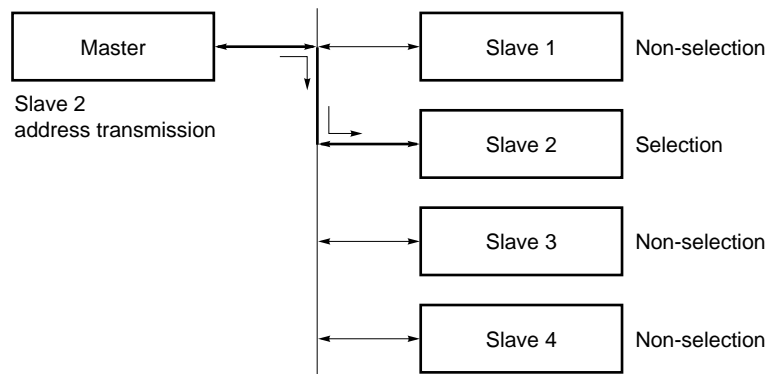 Master
Slave 2
address transmission
Slave 1
Non-selection
Slave 2
Selection
Slave 3
Non-selection
Slave 4
Non-selection